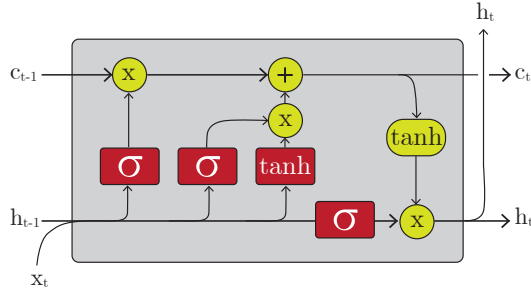 h_t
c_{t-1} x + c_t
x tanh
σ σ tanh
h_{t-1} σ x h_t
x_t